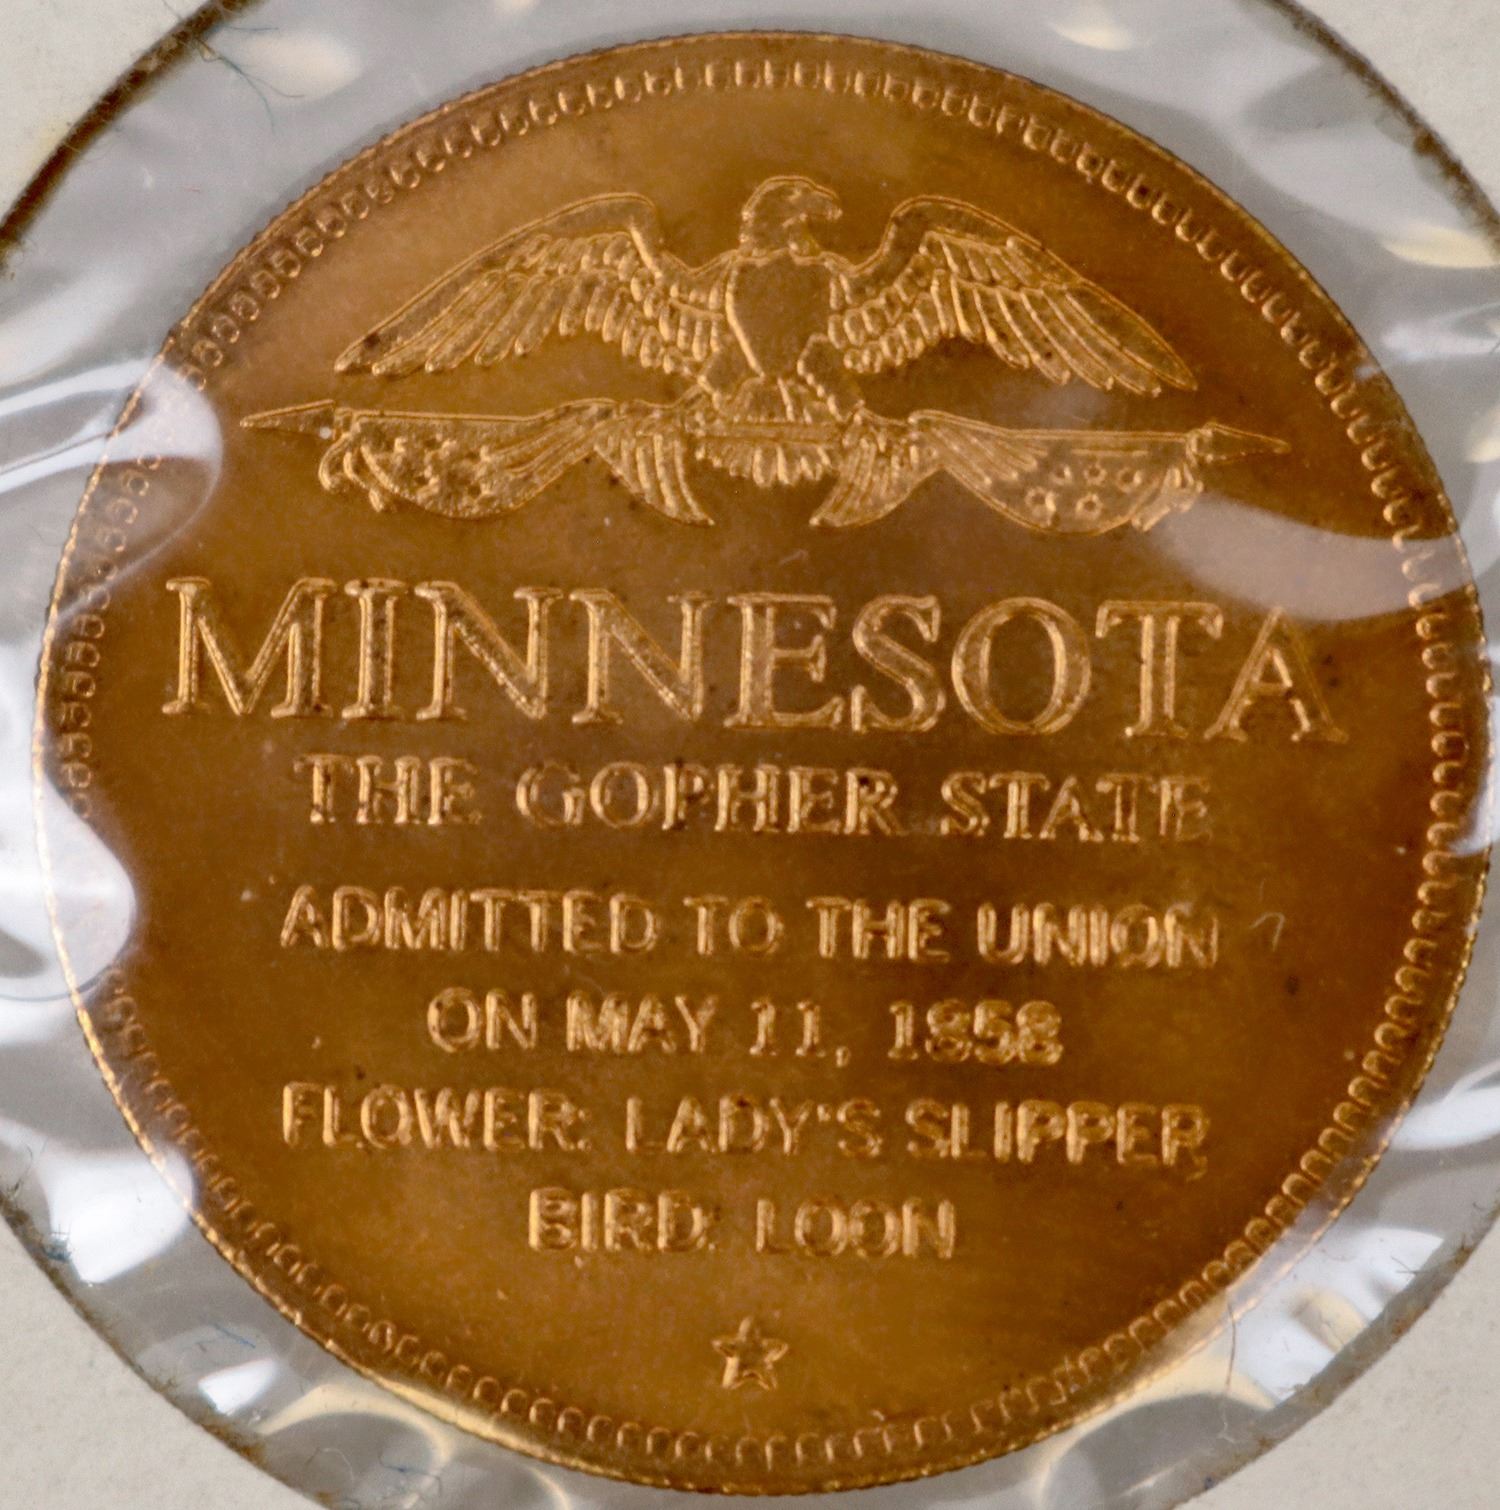 MINNESOTA
THE GOPHER STATE
ADMITTED TO THE UNION
ON MAY 11, 1858
FLOWER: LADY'S SLIPPER
BIRD: LOON